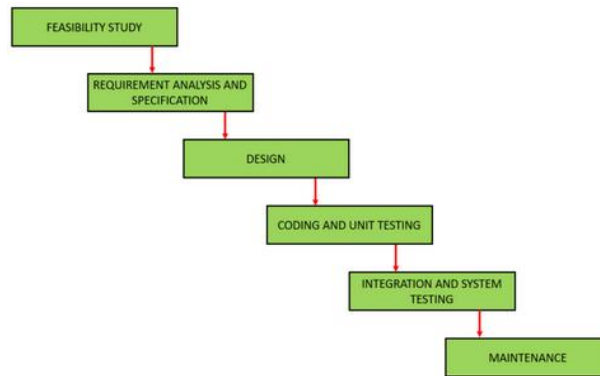 FEASIBILITY STUDY
REQUIREMENT ANALYSIS AND
SPECIFICATION
DESIGN
CODING AND UNIT TESTING
INTEGRATION AND SYSTEM
TESTING
MAINTENANCE